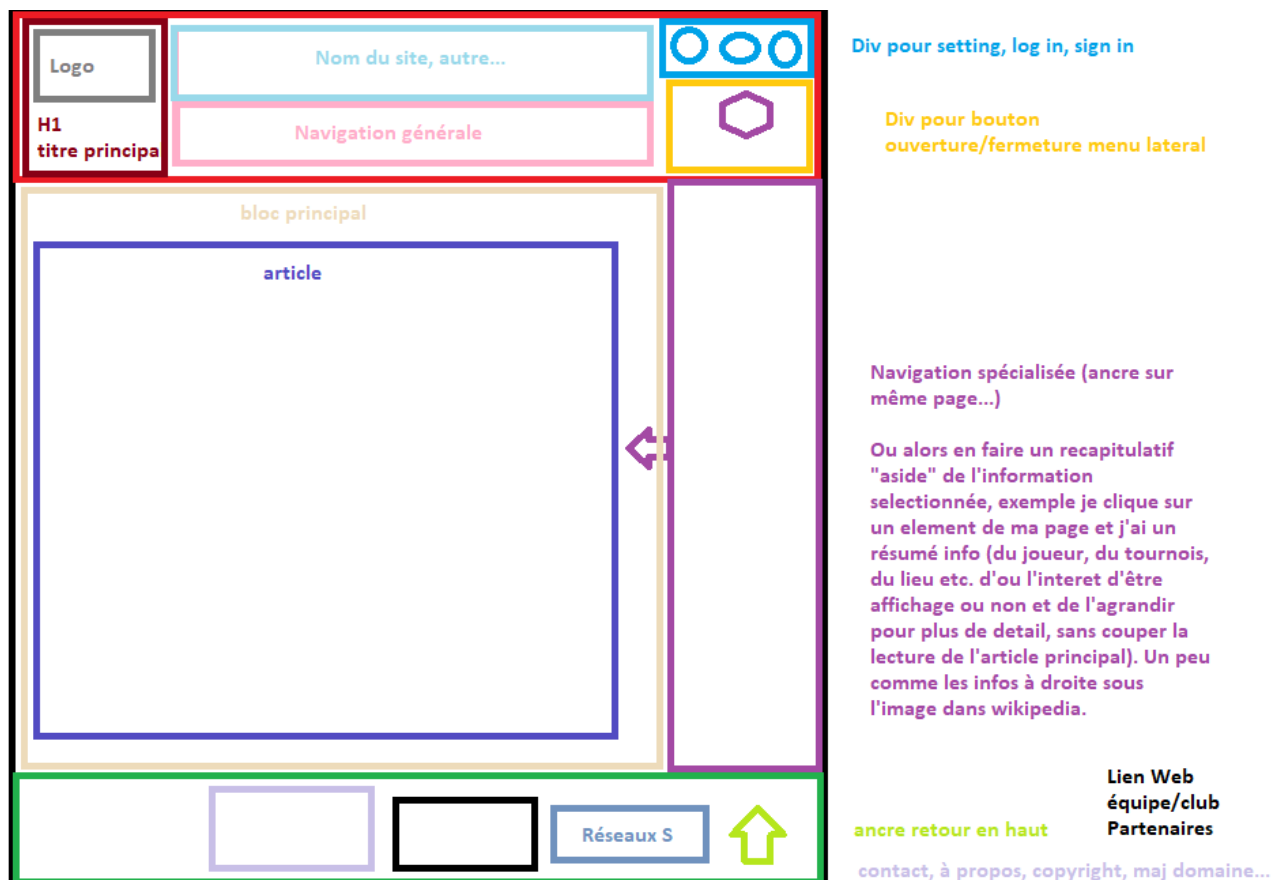 Logo
Nom du site, autre...
Div pour setting, log in, sign in
H1
titre principa
Navigation générale
Div pour bouton
ouverture/fermeture menu lateral
bloc principal
article
Navigation spécialisée (ancre sur
même page...)
Ou alors en faire un recapitulatif
"aside" de l'information
selectionnée, exemple je clique sur
un element de ma page et j'ai un
résumé info (du joueur, du tournois,
du lieu etc. d'ou l'interet d'être
affichage ou non et de l'agrandir
pour plus de detail, sans couper la
lecture de l'article principal). Un peu
comme les infos à droite sous
l'image dans wikipedia.
Lien Web
équipe/club
Partenaires
Réseaux S
ancre retour en haut
contact, à propos, copyright, maj domaine...